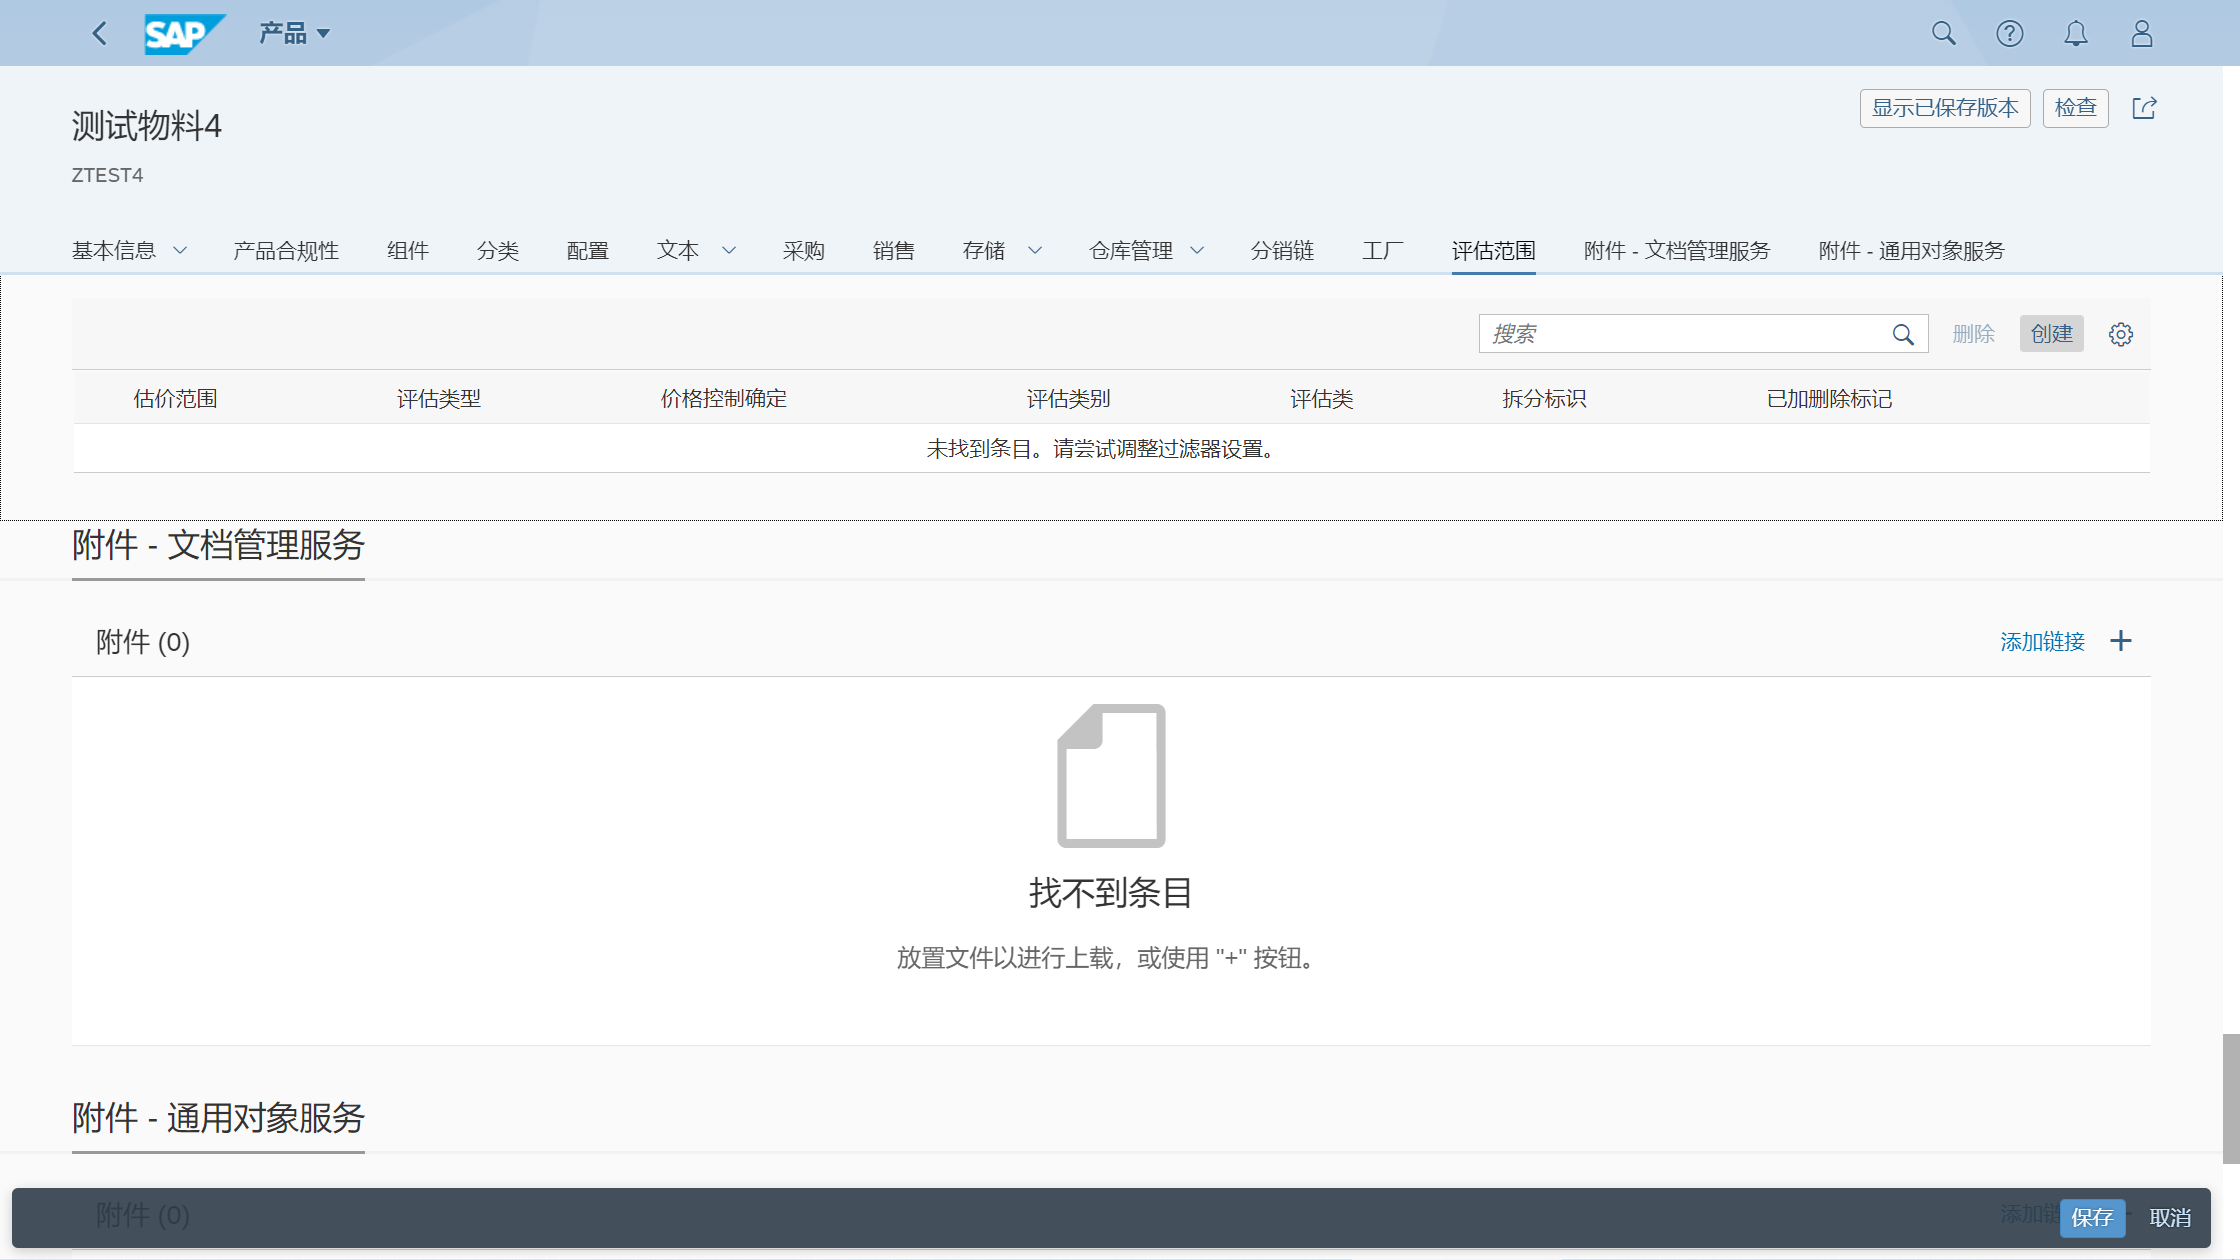 SAP 产品
测试物料4
显示已保存版本 检查
ZTEST4
基本信息 产品合规性 组件 分类 配置 文本 采购 销售 存储 仓库管理 分销链 工厂 评估范围 附件 - 文档管理服务 附件 - 通用对象服务
搜索 删除 创建
估价范围 评估类型 价格控制确定 评估类别 评估类 拆分标识 已加删除标记
未找到条目。请尝试调整过滤器设置。
附件 - 文档管理服务
附件 (0) 添加链接
找不到条目
放置文件以进行上载，或使用 "+" 按钮。
附件 - 通用对象服务
附件 (0) 添加链 保存 取消